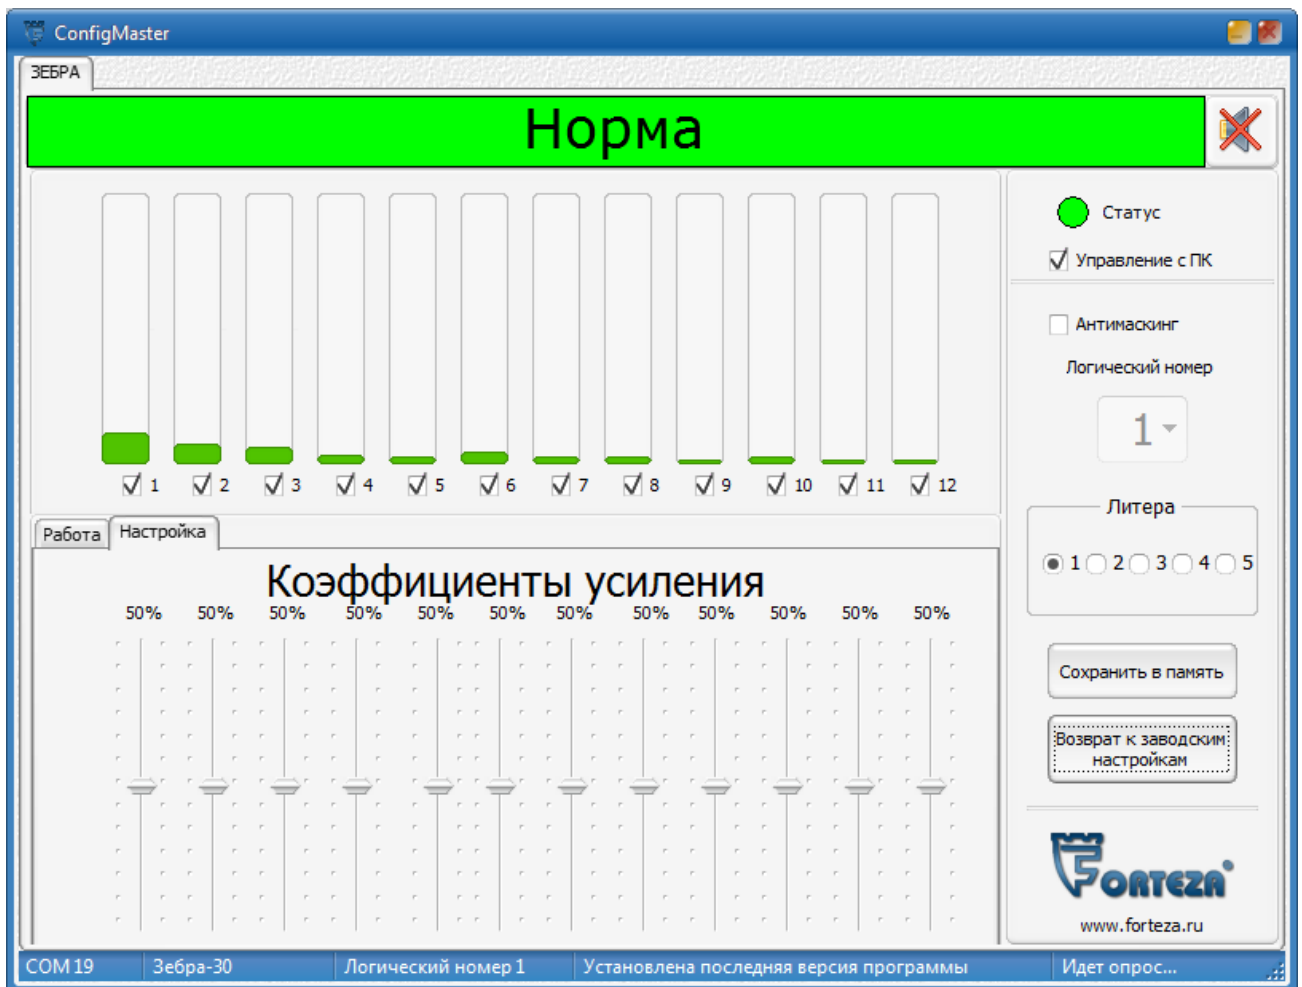 ConfigMaster
ЗЕБРА
Норма
Статус
Управление с ПК
Антимаскинг
Логический номер
1
1 2 3 4 5 6 7 8 9 10 11 12
Литера
1 2 3 4 5
Работа Настройка
Коэффициенты усиления
50% 50% 50% 50% 50% 50% 50% 50% 50% 50% 50% 50%
Сохранить в память
Возврат к заводским
настройкам
FORTEZA
www.forteza.ru
COM 19 Зебра-30 Логический номер 1 Установлена последняя версия программы Идет опрос...